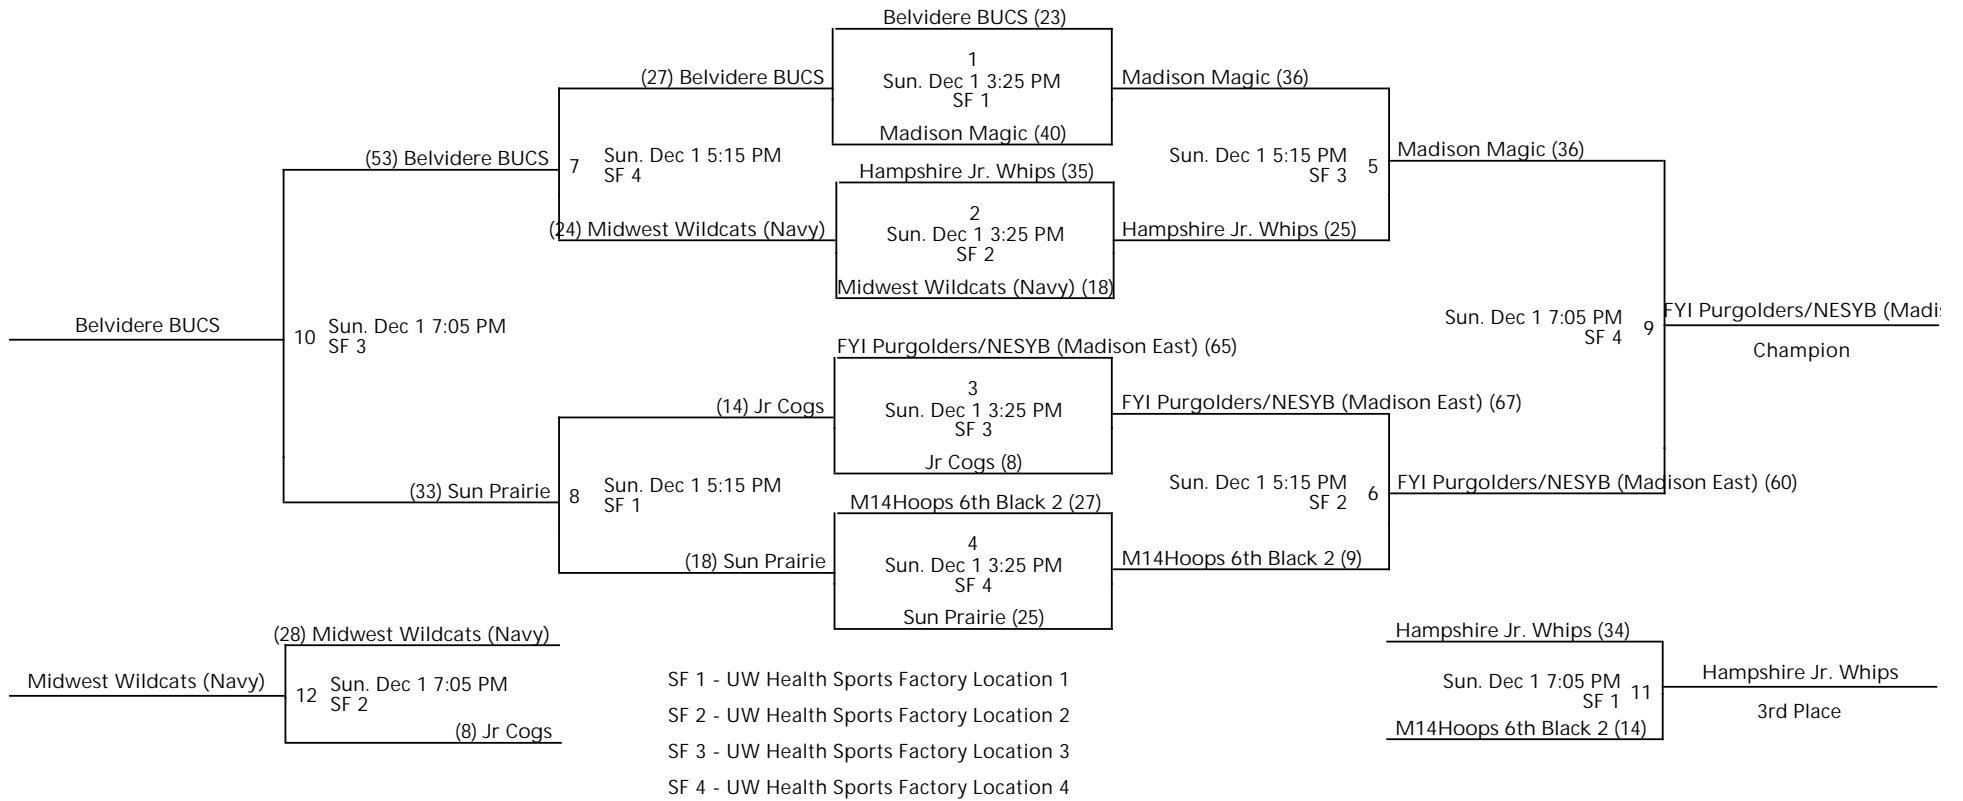 Belvidere BUCS (23)
1
Sun. Dec 1 3:25 PM
SF 1
Madison Magic (40)
(27) Belvidere BUCS
Madison Magic (36)
(53) Belvidere BUCS
7
Sun. Dec 1 5:15 PM
SF 4
Sun. Dec 1 5:15 PM
SF 3
5
Madison Magic (36)
Hampshire Jr. Whips (35)
2
Sun. Dec 1 3:25 PM
SF 2
Midwest Wildcats (Navy) (18)
(24) Midwest Wildcats (Navy)
Hampshire Jr. Whips (25)
Belvidere BUCS
10
Sun. Dec 1 7:05 PM
SF 3
Sun. Dec 1 7:05 PM
SF 4
9
FYI Purgolders/NESYB (Madis
Champion
FYI Purgolders/NESYB (Madison East) (65)
3
Sun. Dec 1 3:25 PM
SF 3
Jr Cogs (8)
(14) Jr Cogs
FYI Purgolders/NESYB (Madison East) (67)
(33) Sun Prairie
8
Sun. Dec 1 5:15 PM
SF 1
Sun. Dec 1 5:15 PM
SF 2
6
FYI Purgolders/NESYB (Madison East) (60)
M14Hoops 6th Black 2 (27)
4
Sun. Dec 1 3:25 PM
SF 4
Sun Prairie (25)
(18) Sun Prairie
M14Hoops 6th Black 2 (9)
(28) Midwest Wildcats (Navy)
Midwest Wildcats (Navy)
12
Sun. Dec 1 7:05 PM
SF 2
(8) Jr Cogs
SF 1 - UW Health Sports Factory Location 1
SF 2 - UW Health Sports Factory Location 2
SF 3 - UW Health Sports Factory Location 3
SF 4 - UW Health Sports Factory Location 4
Hampshire Jr. Whips (34)
Sun. Dec 1 7:05 PM
SF 1
11
M14Hoops 6th Black 2 (14)
Hampshire Jr. Whips
3rd Place